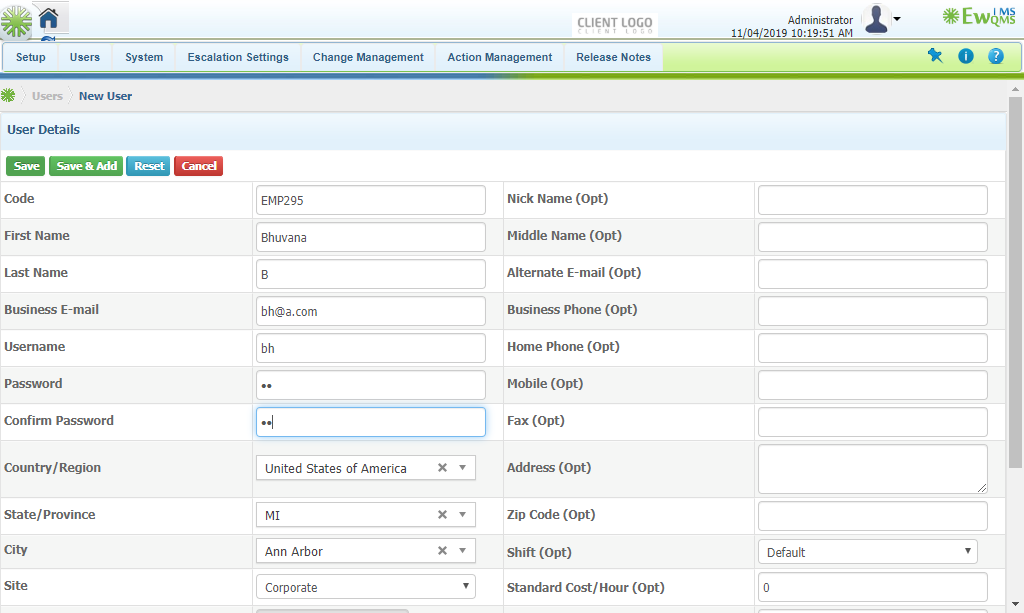 CLIENT LOGO
CLIENT LOGO
Administrator
11/04/2019 10:19:51 AM
EwQMS
IMS
Setup Users System Escalation Settings Change Management Action Management Release Notes
Users New User
User Details
Save Save & Add Reset Cancel
Code EMP295 Nick Name (Opt)
First Name Bhuvana Middle Name (Opt)
Last Name B Alternate E-mail (Opt)
Business E-mail bh@a.com Business Phone (Opt)
Username bh Home Phone (Opt)
Password •• Mobile (Opt)
Confirm Password •• Fax (Opt)
Country/Region United States of America Address (Opt)
State/Province MI Zip Code (Opt)
City Ann Arbor Shift (Opt) Default
Site Corporate Standard Cost/Hour (Opt) 0